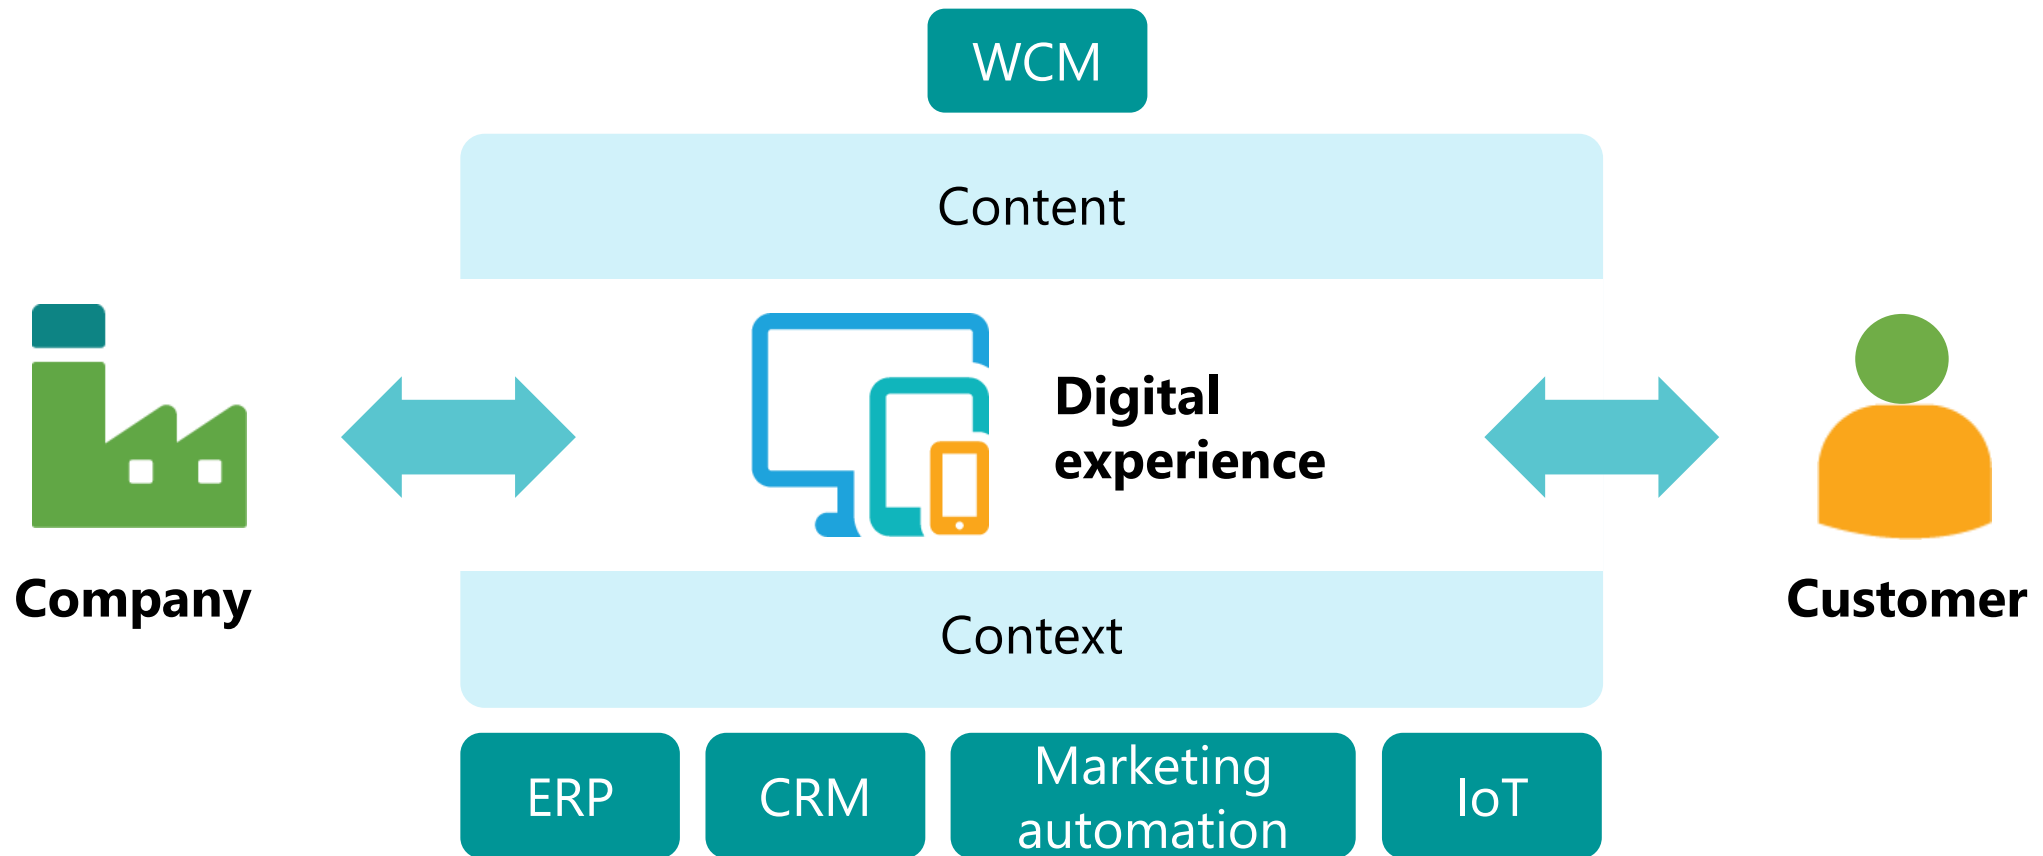 WCM
Content
Digital
experience
Company
Customer
Context
ERP
CRM
Marketing
automation
IoT